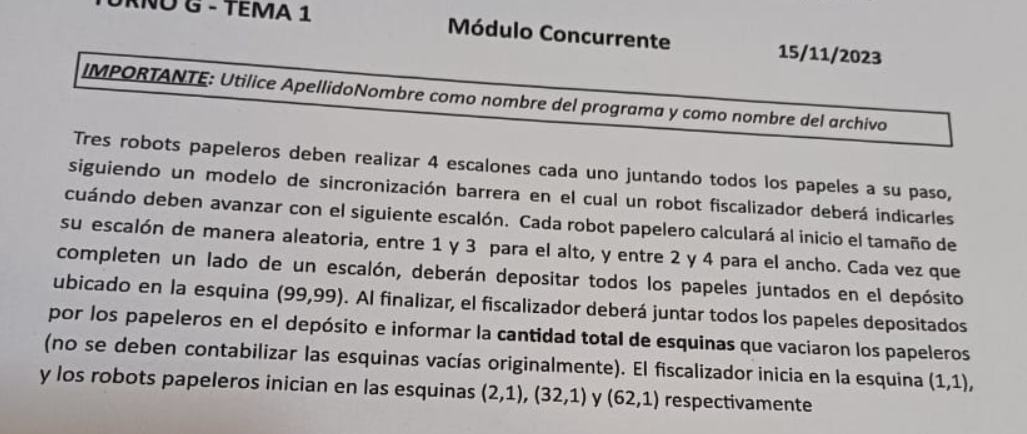 TURNO G - TEMA 1
Módulo Concurrente
15/11/2023
IMPORTANTE: Utilice ApellidoNombre como nombre del programa y como nombre del archivo
Tres robots papeleros deben realizar 4 escalones cada uno juntando todos los papeles a su paso,
siguiendo un modelo de sincronización barrera en el cual un robot fiscalizador deberá indicarles
cuándo deben avanzar con el siguiente escalón. Cada robot papelero calculará al inicio el tamaño de
su escalón de manera aleatoria, entre 1 y 3 para el alto, y entre 2 y 4 para el ancho. Cada vez que
completen un lado de un escalón, deberán depositar todos los papeles juntados en el depósito
ubicado en la esquina (99,99). Al finalizar, el fiscalizador deberá juntar todos los papeles depositados
por los papeleros en el depósito e informar la cantidad total de esquinas que vaciaron los papeleros
(no se deben contabilizar las esquinas vacías originalmente). El fiscalizador inicia en la esquina (1,1),
y los robots papeleros inician en las esquinas (2,1), (32,1) y (62,1) respectivamente